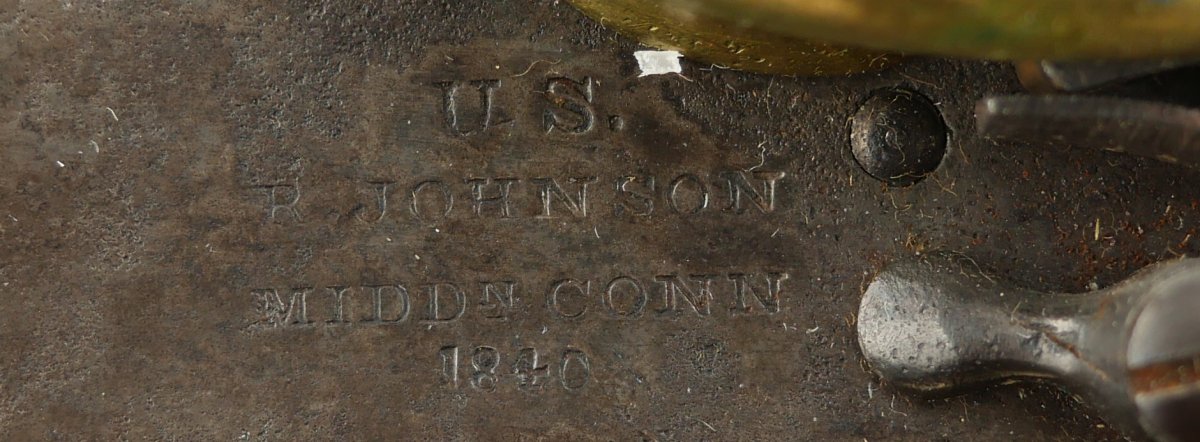 U S.
R JOHNSON
MIDDN CONN
1840